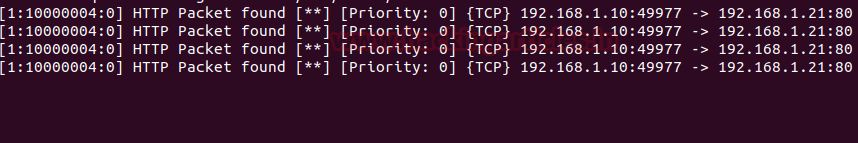 [1:10000004:0] HTTP Packet found [**] [Priority: 0] {TCP} 192.168.1.10:49977 -> 192.168.1.21:80
[1:10000004:0] HTTP Packet found [**] [Priority: 0] {TCP} 192.168.1.10:49977 -> 192.168.1.21:80
[1:10000004:0] HTTP Packet found [**] [Priority: 0] {TCP} 192.168.1.10:49977 -> 192.168.1.21:80
[1:10000004:0] HTTP Packet found [**] [Priority: 0] {TCP} 192.168.1.10:49977 -> 192.168.1.21:80